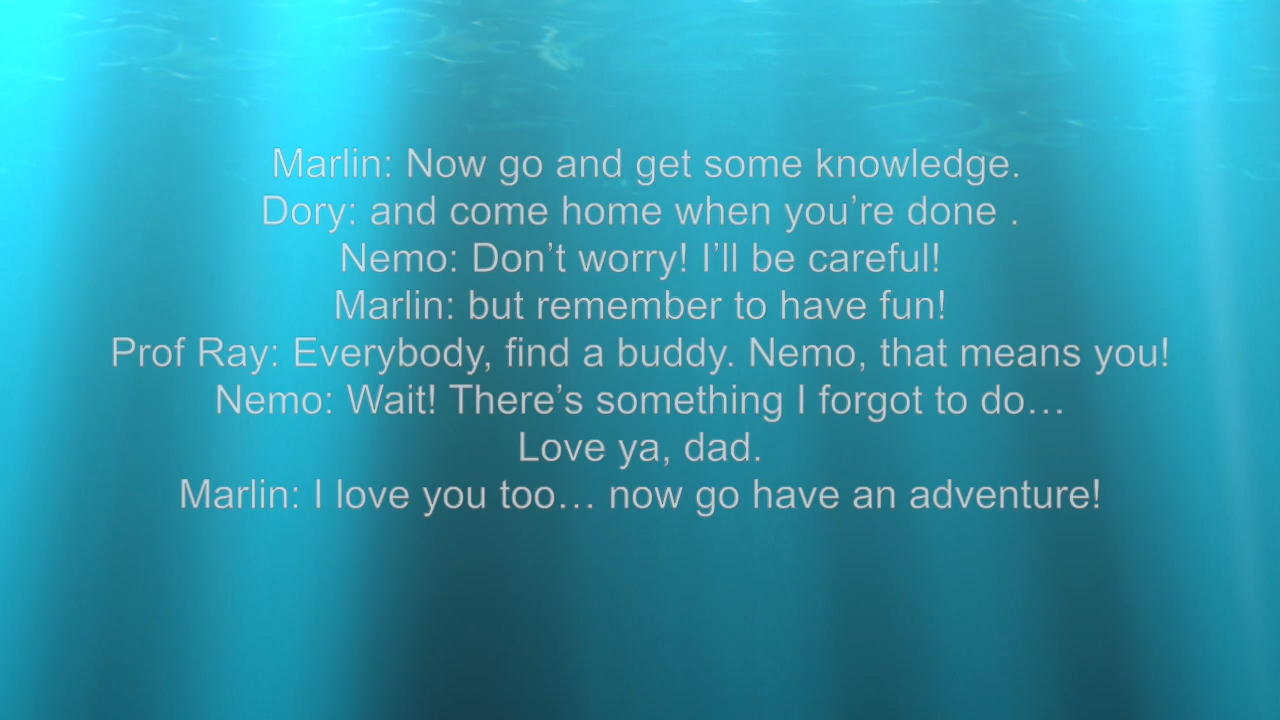 Marlin: Now go and get some knowledge.
Dory: and come home when you’re done .
Nemo: Don’t worry! I’ll be careful!
Marlin: but remember to have fun!
Prof Ray: Everybody, find a buddy. Nemo, that means you!
Nemo: Wait! There’s something I forgot to do…
Love ya, dad.
Marlin: I love you too… now go have an adventure!